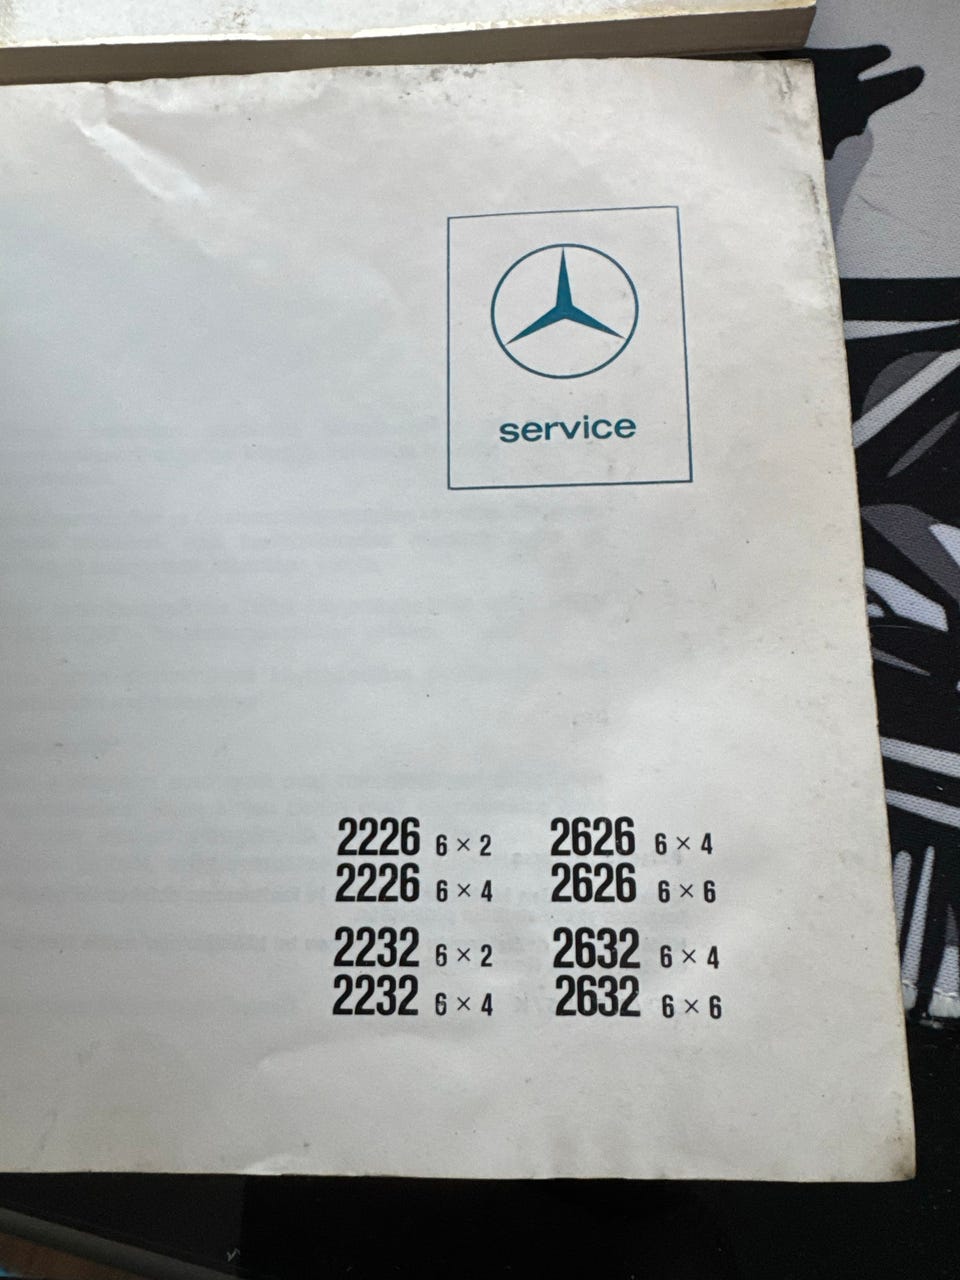 service
2226 6 × 2 2626 6 × 4
2226 6 × 4 2626 6 × 6
2232 6 × 2 2632 6 × 4
2232 6 × 4 2632 6 × 6